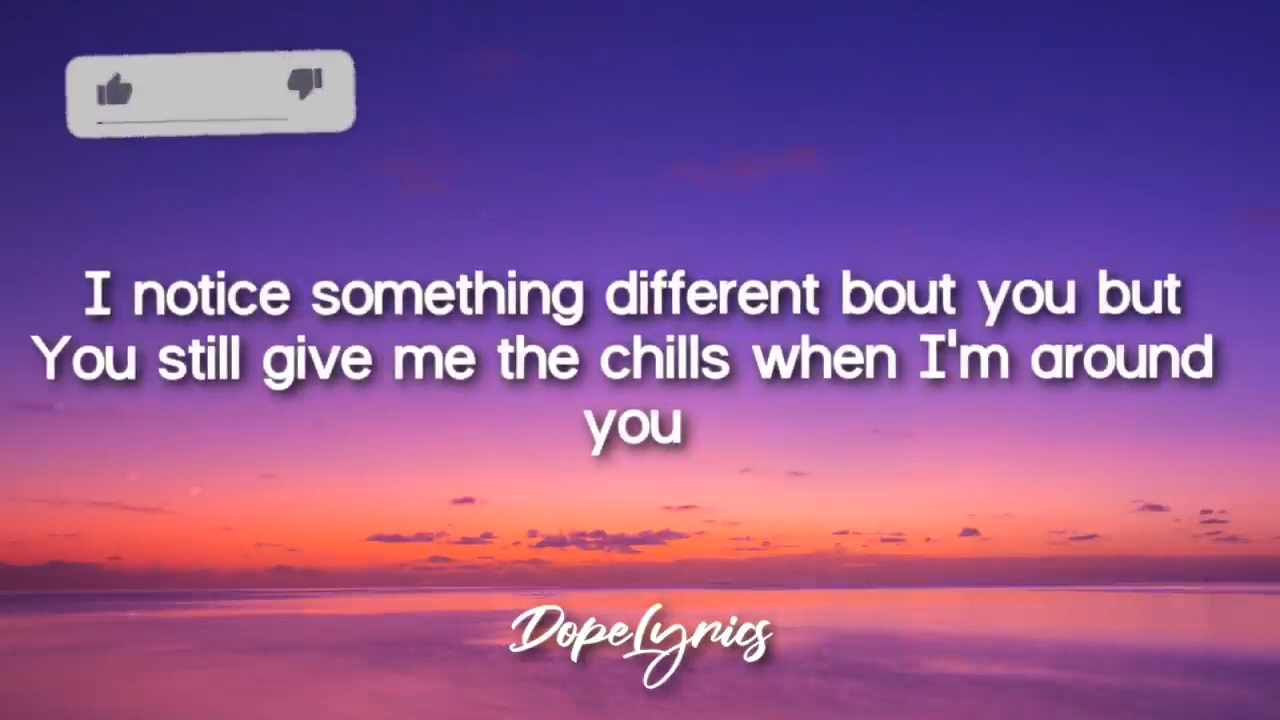 I notice something different bout you but
You still give me the chills when I'm around
you
DopeLyrics